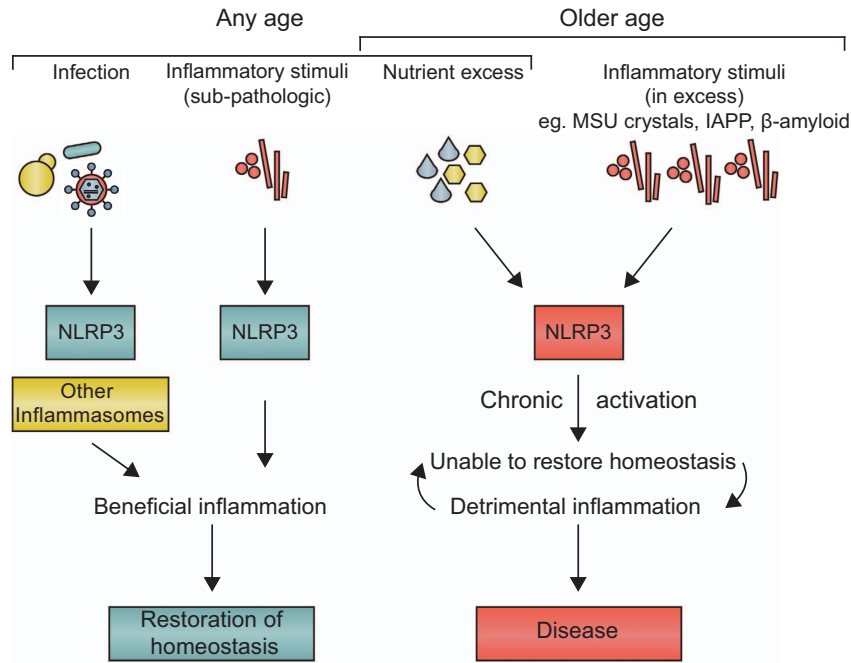 Any age
Older age
Infection
Inflammatory stimuli
(sub-pathologic)
Nutrient excess
Inflammatory stimuli
(in excess)
eg. MSU crystals, IAPP, β-amyloid
NLRP3
NLRP3
NLRP3
Other
Inflammasomes
Chronic activation
Unable to restore homeostasis
Beneficial inflammation
Detrimental inflammation
Restoration of
homeostasis
Disease